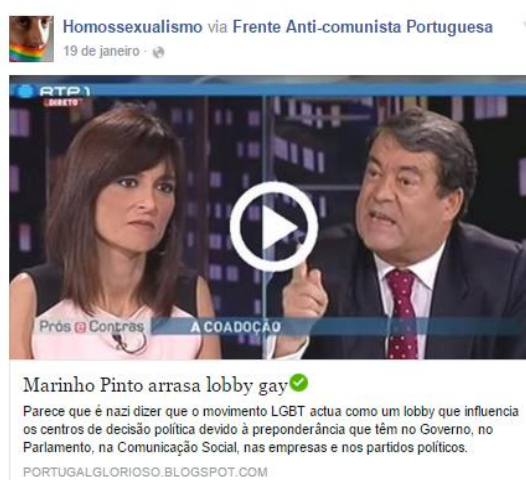 Homossexualismo via Frente Anti-comunista Portuguesa
19 de janeiro ·
RTP 1
DIRETO
Prós e Contras A COADOÇÃO
Marinho Pinto arrasa lobby gay
Parece que é nazi dizer que o movimento LGBT actua como um lobby que influencia
os centros de decisão política devido à preponderância que têm no Governo, no
Parlamento, na Comunicação Social, nas empresas e nos partidos políticos.
PORTUGALGLORIOSO.BLOGSPOT.COM